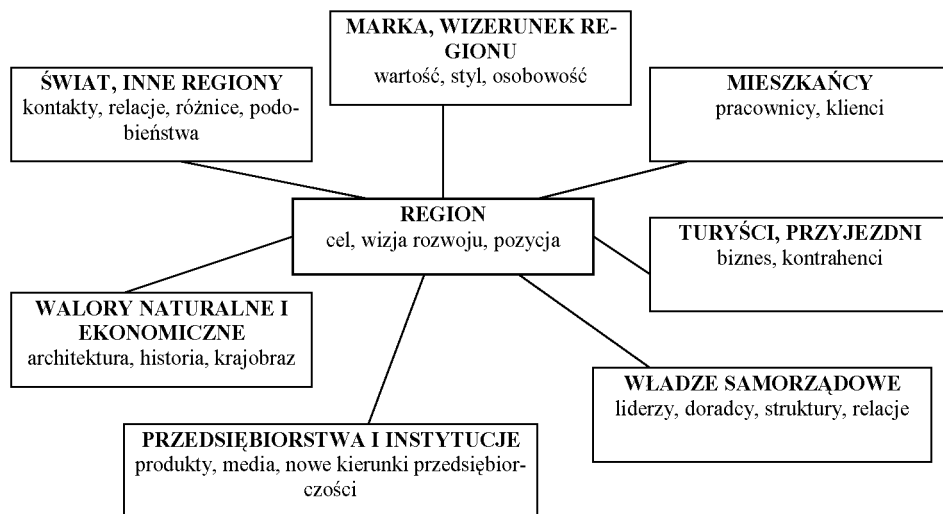 MARKA, WIZERUNEK RE-
GIONU
wartość, styl, osobowość
ŚWIAT, INNE REGIONY
kontakty, relacje, różnice, podo-
bieństwa
MIESZKAŃCY
pracownicy, klienci
REGION
cel, wizja rozwoju, pozycja
TURYŚCI, PRZYJEZDNI
biznes, kontrahenci
WALORY NATURALNE I
EKONOMICZNE
architektura, historia, krajobraz
WŁADZE SAMORZĄDOWE
liderzy, doradcy, struktury, relacje
PRZEDSIĘBIORSTWA I INSTYTUCJE
produkty, media, nowe kierunki przedsiębior-
czości